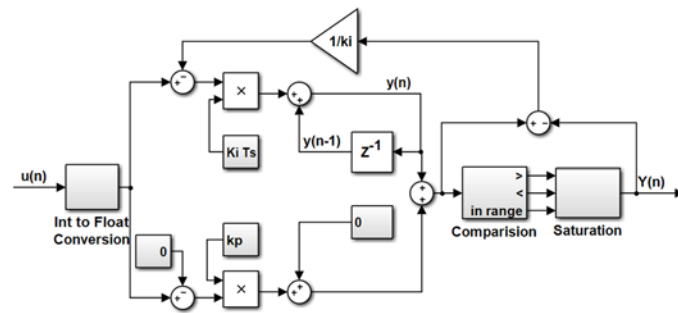 1/ki
+
−
×
+
+
y(n)
+
−
Ki Ts
y(n-1)
z⁻¹
u(n)
Int to Float
Conversion
+
+
>
<
in range
Y(n)
Comparision
Saturation
0
kp
0
+
−
×
+
+